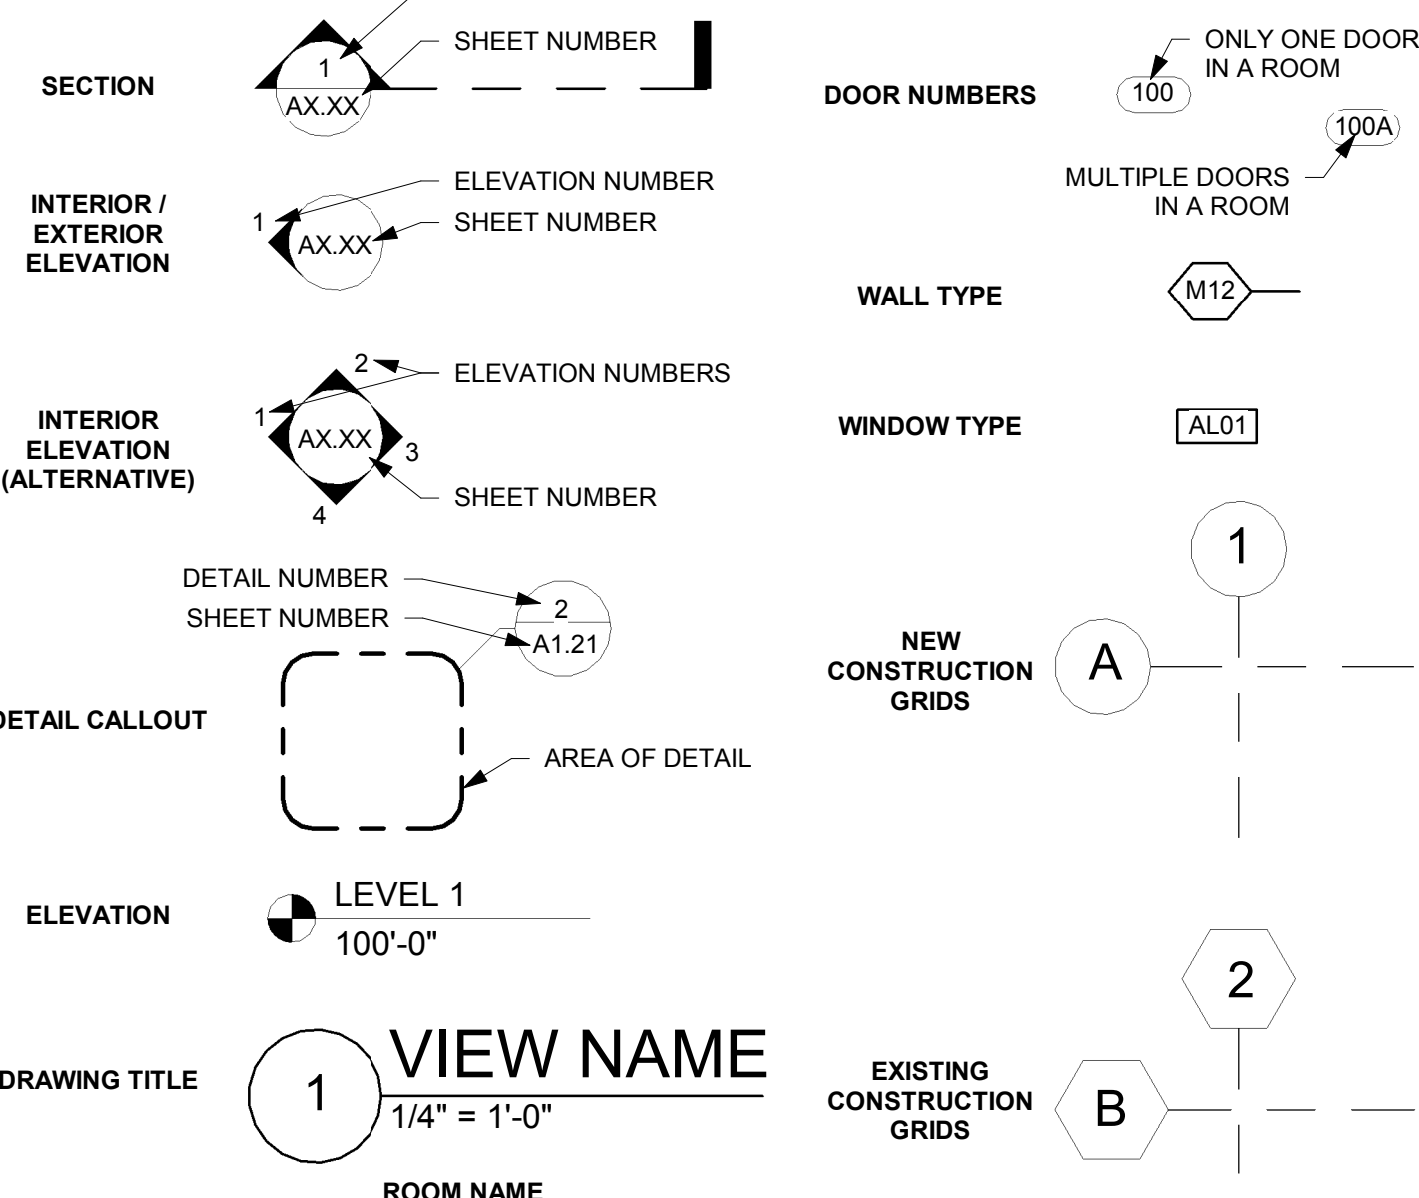 SECTION
1
AX.XX
SHEET NUMBER
INTERIOR /
EXTERIOR
ELEVATION
1
AX.XX
ELEVATION NUMBER
SHEET NUMBER
INTERIOR
ELEVATION
(ALTERNATIVE)
1
2
AX.XX
3
4
ELEVATION NUMBERS
SHEET NUMBER
DETAIL CALLOUT
DETAIL NUMBER
SHEET NUMBER
2
A1.21
AREA OF DETAIL
ELEVATION
LEVEL 1
100'-0"
DRAWING TITLE
1
VIEW NAME
1/4" = 1'-0"
ROOM NAME
DOOR NUMBERS
100
ONLY ONE DOOR
IN A ROOM
100A
MULTIPLE DOORS
IN A ROOM
WALL TYPE
M12
WINDOW TYPE
AL01
NEW
CONSTRUCTION
GRIDS
1
A
EXISTING
CONSTRUCTION
GRIDS
2
B